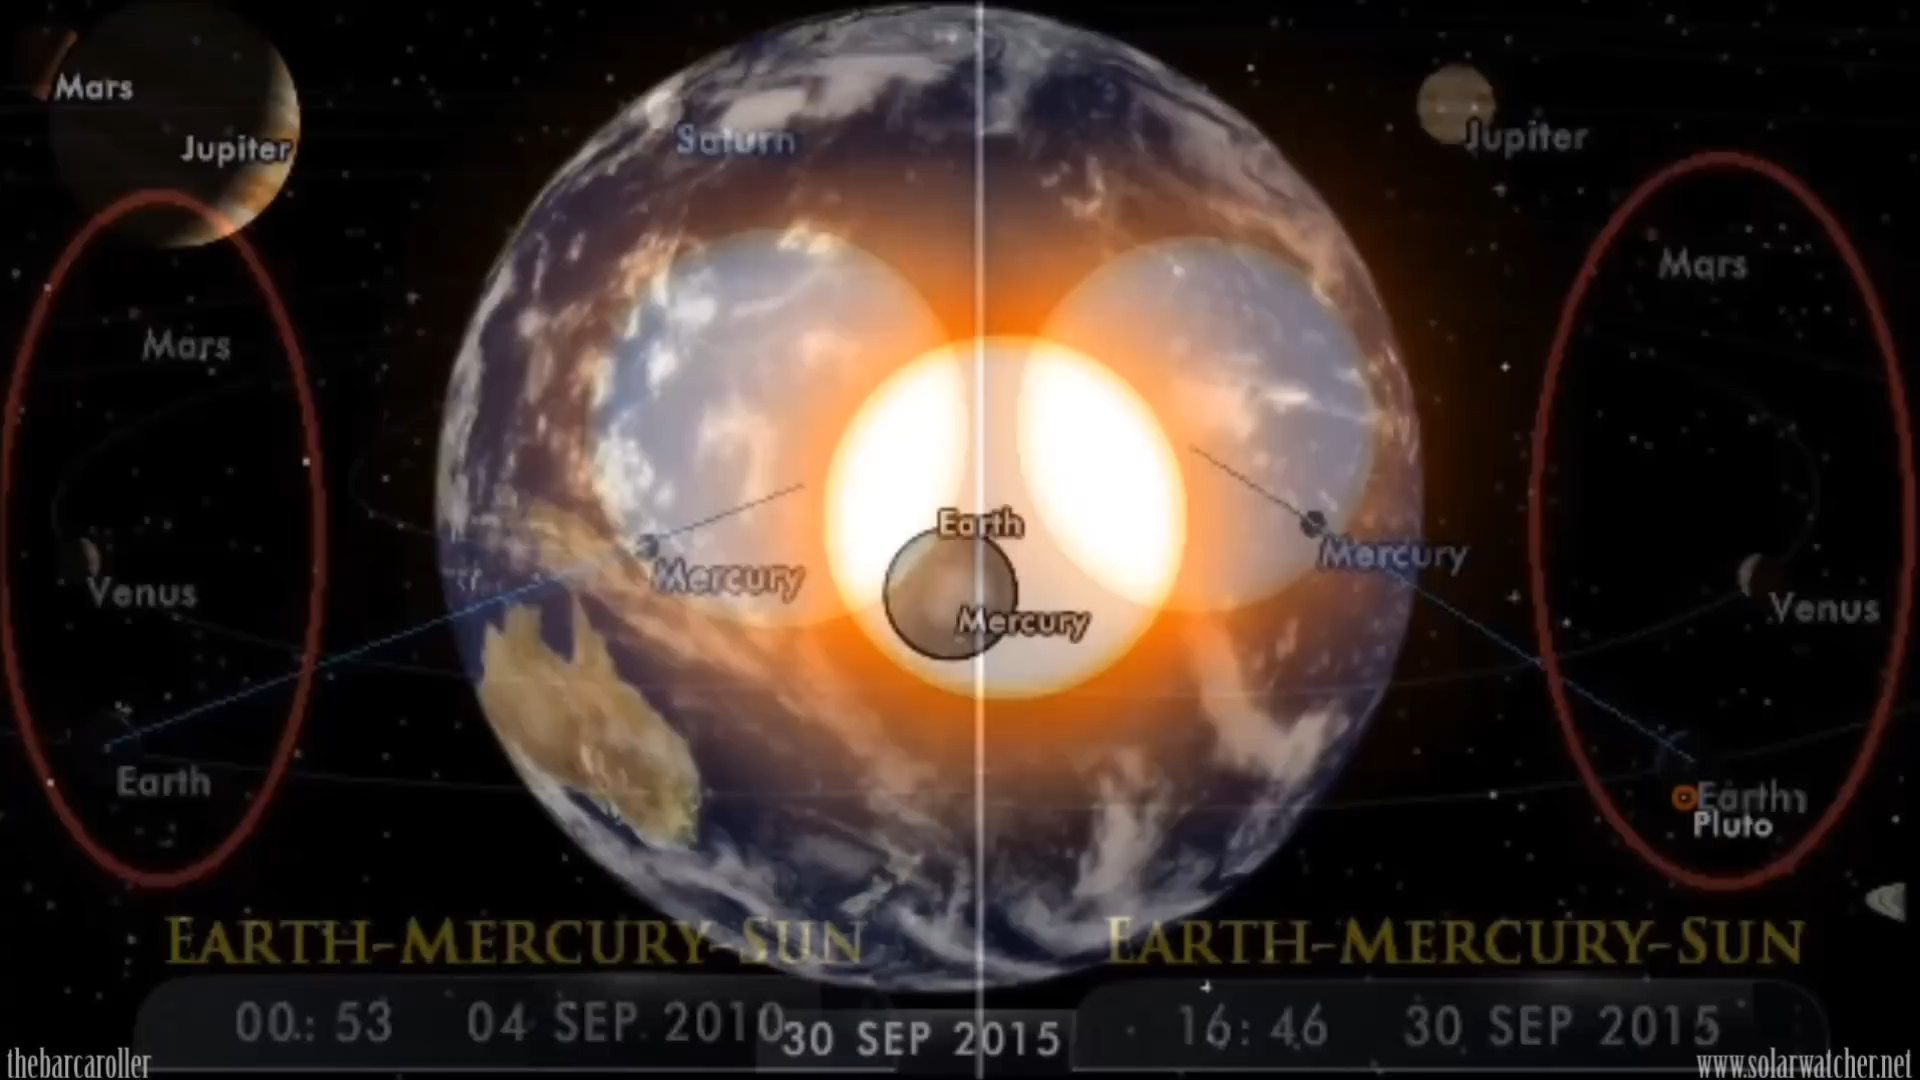 Mars
Jupiter
Saturn
Jupiter
Mars
Mars
Earth
Mercury
Mercury
Mercury
Venus
Venus
Earth
Earth
Pluto
EARTH-MERCURY-SUN
EARTH-MERCURY-SUN
00: 53 04 SEP 2010
30 SEP 2015
16: 46 30 SEP 2015
thebarcaroller
www.solarwatcher.net